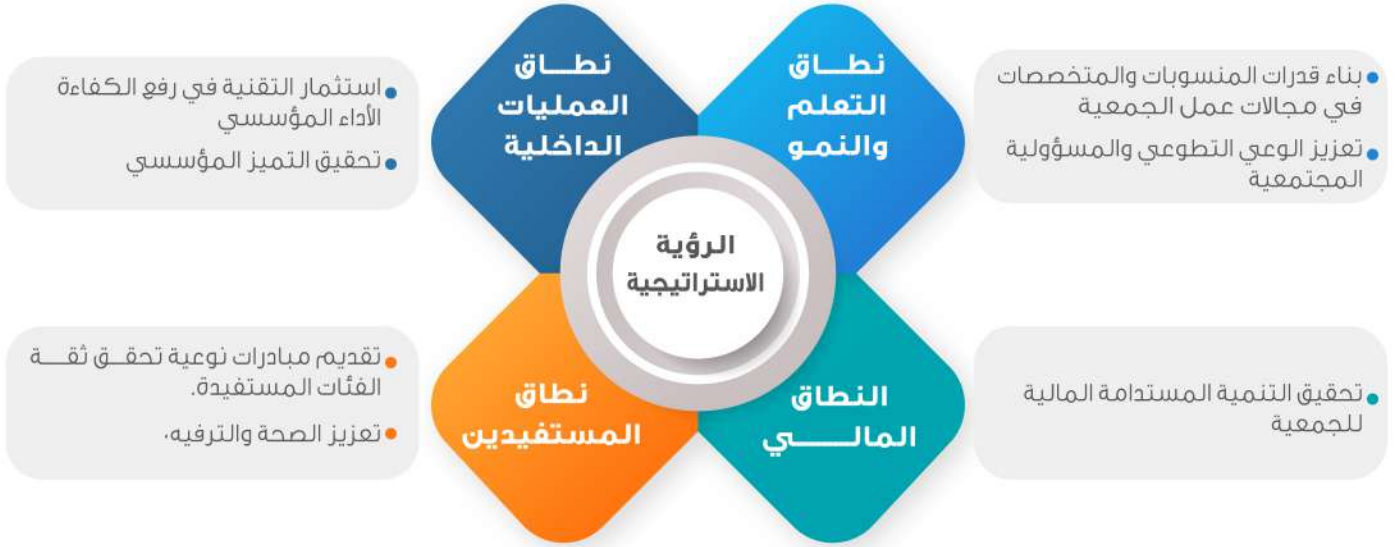 نطاق
التعلم
والنمو
بناء قدرات المنسوبات والمتخصصات
في مجالات عمل الجمعية
تعزيز الوعي التطوعي والمسؤولية
المجتمعية
نطاق
العمليات
الداخلية
استثمار التقنية في رفع الكفاءة
الأداء المؤسسي
تحقيق التميز المؤسسي
الرؤية
الاستراتيجية
النطاق
المالي
تحقيق التنمية المستدامة المالية
للجمعية
نطاق
المستفيدين
تقديم مبادرات نوعية تحقق ثقة
الفئات المستفيدة.
تعزيز الصحة والترفيه،